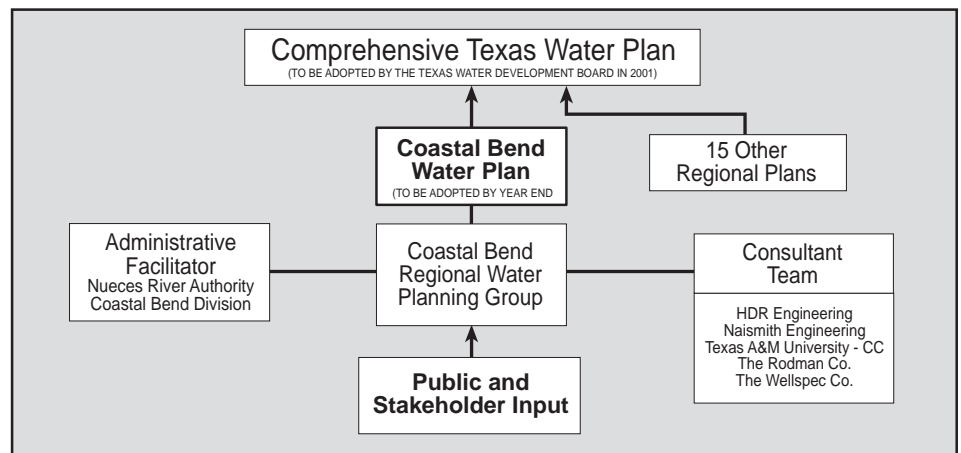 Comprehensive Texas Water Plan
(TO BE ADOPTED BY THE TEXAS WATER DEVELOPMENT BOARD IN 2001)
Coastal Bend
Water Plan
(TO BE ADOPTED BY YEAR END
15 Other
Regional Plans
Administrative
Facilitator
Nueces River Authority
Coastal Bend Division
Coastal Bend
Regional Water
Planning Group
Consultant
Team
HDR Engineering
Naismith Engineering
Texas A&M University - CC
The Rodman Co.
The Wellspec Co.
Public and
Stakeholder Input